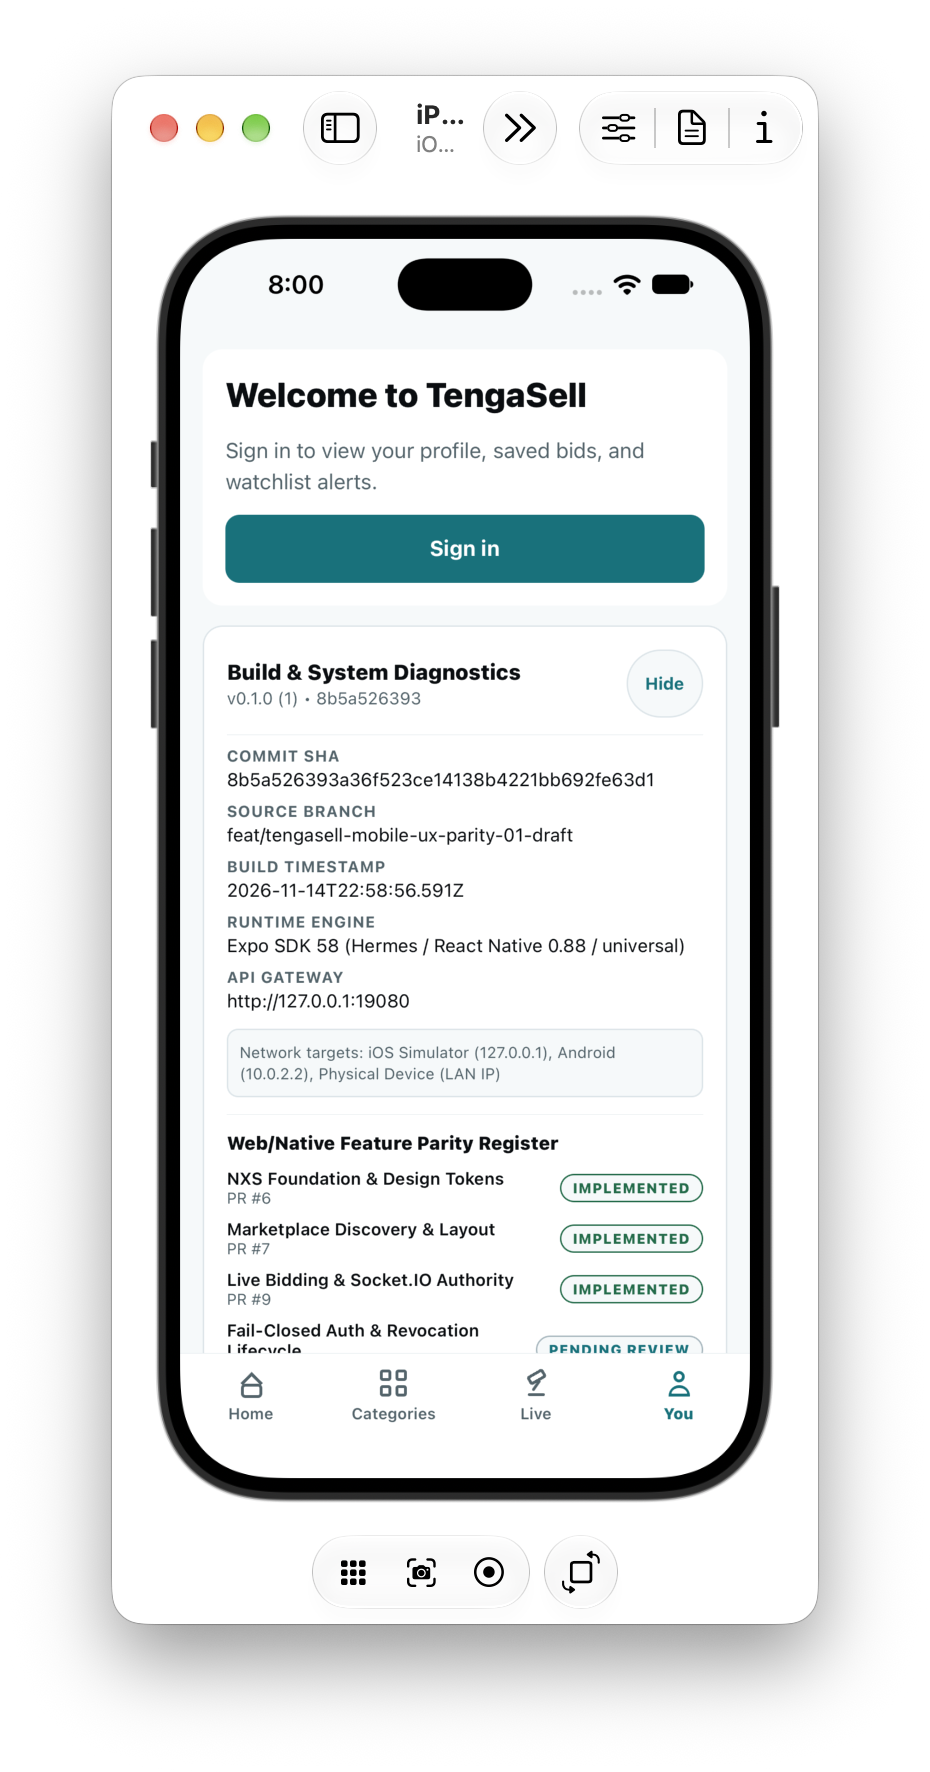 iP...
iO...
8:00
Welcome to TengaSell
Sign in to view your profile, saved bids, and
watchlist alerts.
Sign in
Build & System Diagnostics
v0.1.0 (1) • 8b5a526393
Hide
COMMIT SHA
8b5a526393a36f523ce14138b4221bb692fe63d1
SOURCE BRANCH
feat/tengasell-mobile-ux-parity-01-draft
BUILD TIMESTAMP
2026-11-14T22:58:56.591Z
RUNTIME ENGINE
Expo SDK 58 (Hermes / React Native 0.88 / universal)
API GATEWAY
http://127.0.0.1:19080
Network targets: iOS Simulator (127.0.0.1), Android
(10.0.2.2), Physical Device (LAN IP)
Web/Native Feature Parity Register
NXS Foundation & Design Tokens
PR #6
IMPLEMENTED
Marketplace Discovery & Layout
PR #7
IMPLEMENTED
Live Bidding & Socket.IO Authority
PR #9
IMPLEMENTED
Fail-Closed Auth & Revocation
Lifecycle
PENDING REVIEW
Home
Categories
Live
You